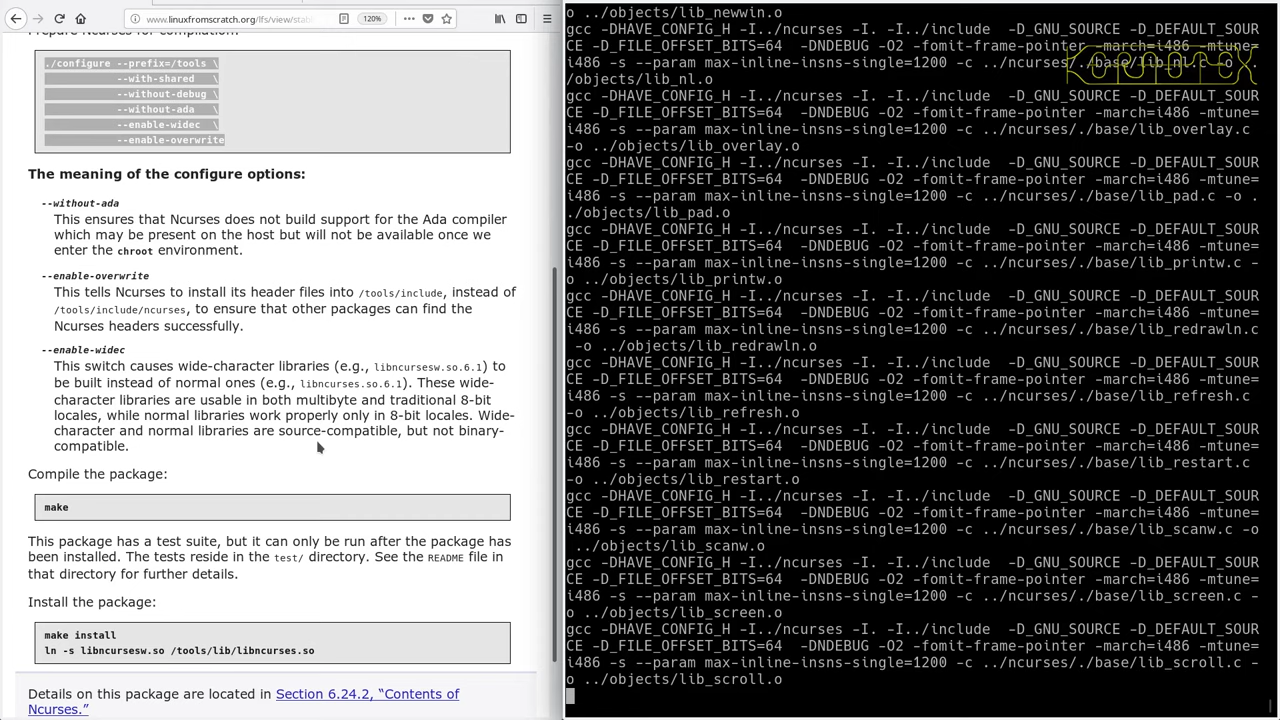 www.linuxfromscratch.org/lfs/view/stab
120%
Prepare Ncurses for compilation:
./configure --prefix=/tools \
--with-shared \
--without-debug \
--without-ada \
--enable-widec \
--enable-overwrite
The meaning of the configure options:
--without-ada
This ensures that Ncurses does not build support for the Ada compiler
which may be present on the host but will not be available once we
enter the chroot environment.
--enable-overwrite
This tells Ncurses to install its header files into /tools/include, instead of
/tools/include/ncurses, to ensure that other packages can find the
Ncurses headers successfully.
--enable-widec
This switch causes wide-character libraries (e.g., libncursesw.so.6.1) to
be built instead of normal ones (e.g., libncurses.so.6.1). These wide-
character libraries are usable in both multibyte and traditional 8-bit
locales, while normal libraries work properly only in 8-bit locales. Wide-
character and normal libraries are source-compatible, but not binary-
compatible.
Compile the package:
make
This package has a test suite, but it can only be run after the package has
been installed. The tests reside in the test/ directory. See the README file in
that directory for further details.
Install the package:
make install
ln -s libncursesw.so /tools/lib/libncurses.so
Details on this package are located in Section 6.24.2, “Contents of
Ncurses.”
o ../objects/lib_newwin.o
gcc -DHAVE_CONFIG_H -I../ncurses -I. -I../include -D_GNU_SOURCE -D_DEFAULT_SOUR
CE -D_FILE_OFFSET_BITS=64 -DNDEBUG -O2 -fomit-frame-pointer -march=i486 -mtune=
i486 -s --param max-inline-insns-single=1200 -c ../ncurses/./base/lib_nl.c -o .
./objects/lib_nl.o
gcc -DHAVE_CONFIG_H -I../ncurses -I. -I../include -D_GNU_SOURCE -D_DEFAULT_SOUR
CE -D_FILE_OFFSET_BITS=64 -DNDEBUG -O2 -fomit-frame-pointer -march=i486 -mtune=
i486 -s --param max-inline-insns-single=1200 -c ../ncurses/./base/lib_overlay.c
-o ../objects/lib_overlay.o
gcc -DHAVE_CONFIG_H -I../ncurses -I. -I../include -D_GNU_SOURCE -D_DEFAULT_SOUR
CE -D_FILE_OFFSET_BITS=64 -DNDEBUG -O2 -fomit-frame-pointer -march=i486 -mtune=
i486 -s --param max-inline-insns-single=1200 -c ../ncurses/./base/lib_pad.c -o .
./objects/lib_pad.o
gcc -DHAVE_CONFIG_H -I../ncurses -I. -I../include -D_GNU_SOURCE -D_DEFAULT_SOUR
CE -D_FILE_OFFSET_BITS=64 -DNDEBUG -O2 -fomit-frame-pointer -march=i486 -mtune=
i486 -s --param max-inline-insns-single=1200 -c ../ncurses/./base/lib_printw.c -
o ../objects/lib_printw.o
gcc -DHAVE_CONFIG_H -I../ncurses -I. -I../include -D_GNU_SOURCE -D_DEFAULT_SOUR
CE -D_FILE_OFFSET_BITS=64 -DNDEBUG -O2 -fomit-frame-pointer -march=i486 -mtune=
i486 -s --param max-inline-insns-single=1200 -c ../ncurses/./base/lib_redrawln.c
-o ../objects/lib_redrawln.o
gcc -DHAVE_CONFIG_H -I../ncurses -I. -I../include -D_GNU_SOURCE -D_DEFAULT_SOUR
CE -D_FILE_OFFSET_BITS=64 -DNDEBUG -O2 -fomit-frame-pointer -march=i486 -mtune=
i486 -s --param max-inline-insns-single=1200 -c ../ncurses/./base/lib_refresh.c
-o ../objects/lib_refresh.o
gcc -DHAVE_CONFIG_H -I../ncurses -I. -I../include -D_GNU_SOURCE -D_DEFAULT_SOUR
CE -D_FILE_OFFSET_BITS=64 -DNDEBUG -O2 -fomit-frame-pointer -march=i486 -mtune=
i486 -s --param max-inline-insns-single=1200 -c ../ncurses/./base/lib_restart.c
-o ../objects/lib_restart.o
gcc -DHAVE_CONFIG_H -I../ncurses -I. -I../include -D_GNU_SOURCE -D_DEFAULT_SOUR
CE -D_FILE_OFFSET_BITS=64 -DNDEBUG -O2 -fomit-frame-pointer -march=i486 -mtune=
i486 -s --param max-inline-insns-single=1200 -c ../ncurses/./base/lib_scanw.c -o
../objects/lib_scanw.o
gcc -DHAVE_CONFIG_H -I../ncurses -I. -I../include -D_GNU_SOURCE -D_DEFAULT_SOUR
CE -D_FILE_OFFSET_BITS=64 -DNDEBUG -O2 -fomit-frame-pointer -march=i486 -mtune=
i486 -s --param max-inline-insns-single=1200 -c ../ncurses/./base/lib_screen.c -
o ../objects/lib_screen.o
gcc -DHAVE_CONFIG_H -I../ncurses -I. -I../include -D_GNU_SOURCE -D_DEFAULT_SOUR
CE -D_FILE_OFFSET_BITS=64 -DNDEBUG -O2 -fomit-frame-pointer -march=i486 -mtune=
i486 -s --param max-inline-insns-single=1200 -c ../ncurses/./base/lib_scroll.c -
o ../objects/lib_scroll.o